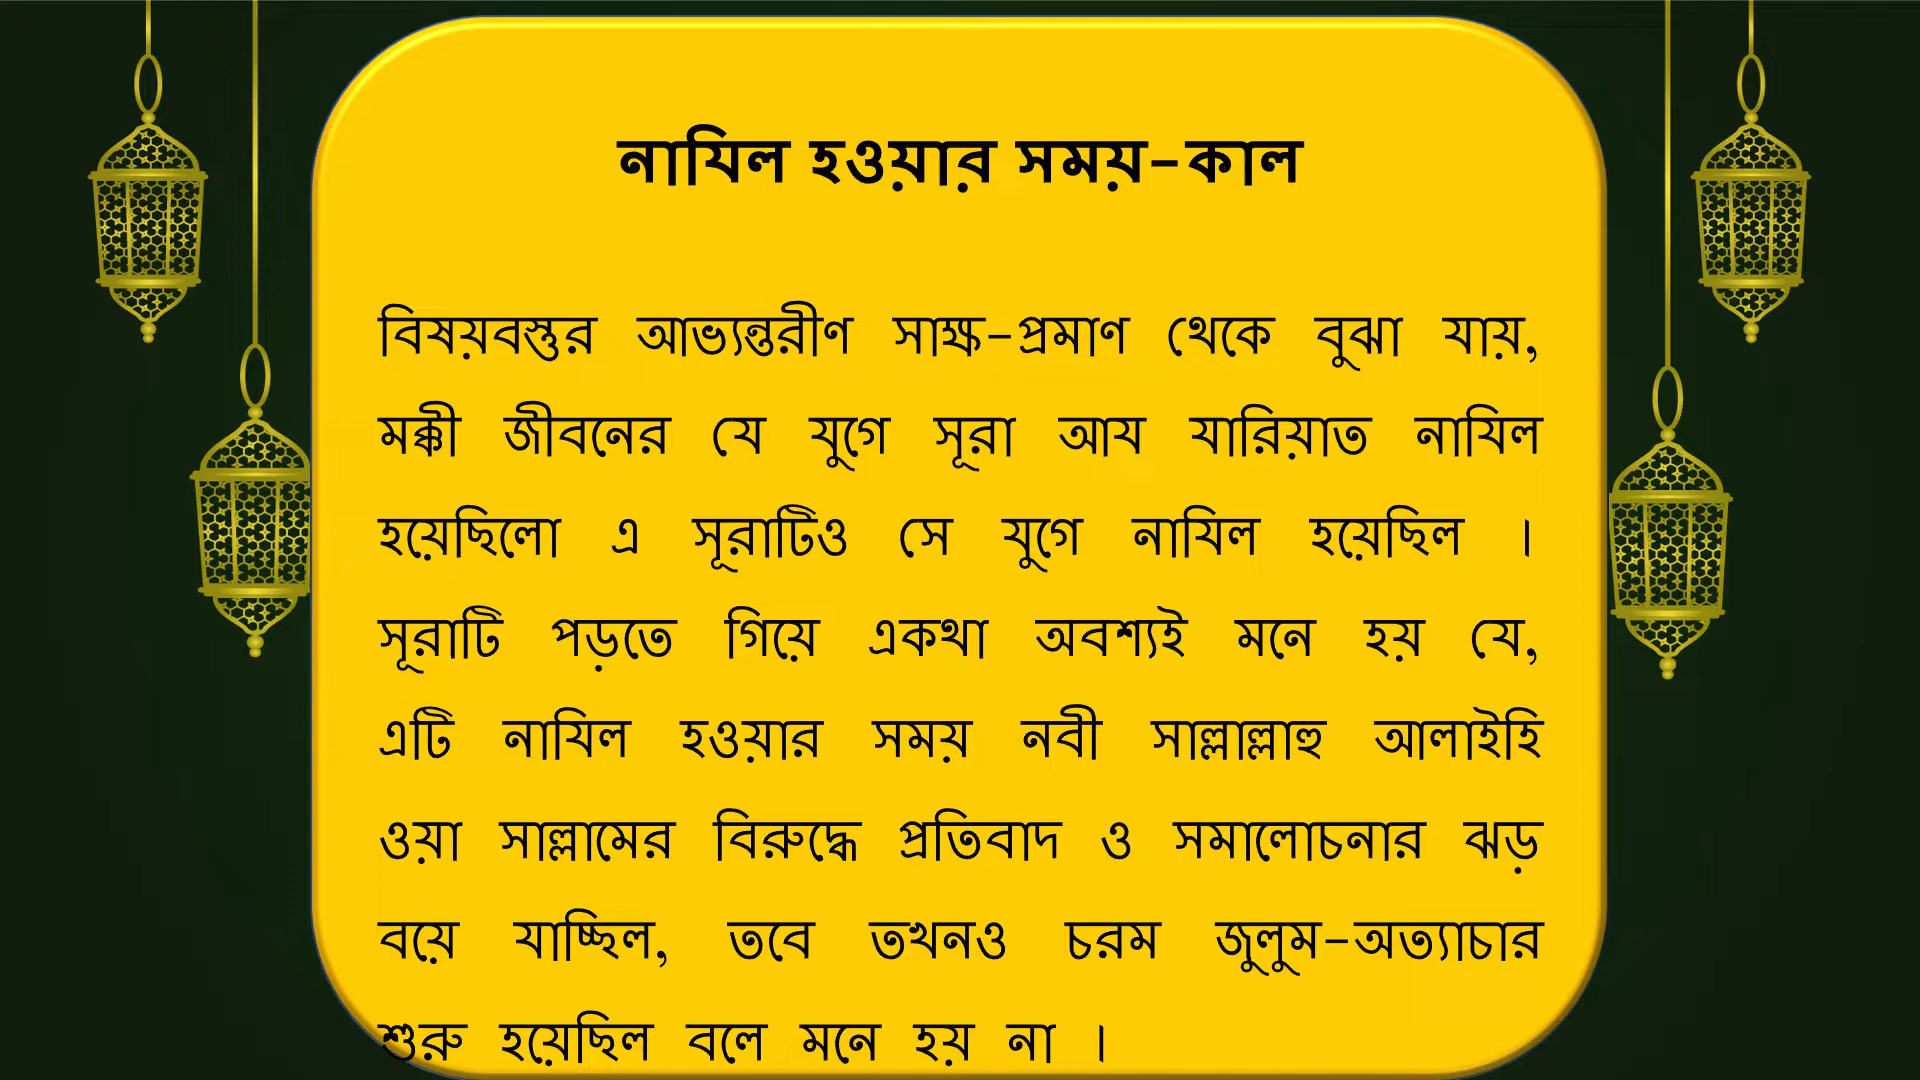 নাযিল হওয়ার সময়-কাল
বিষয়বস্তুর আভ্যন্তরীণ সাক্ষ-প্রমাণ থেকে বুঝা যায়,
মক্কী জীবনের যে যুগে সূরা আয যারিয়াত নাযিল
হয়েছিলো এ সূরাটিও সে যুগে নাযিল হয়েছিল ।
সূরাটি পড়তে গিয়ে একথা অবশ্যই মনে হয় যে,
এটি নাযিল হওয়ার সময় নবী সাল্লাল্লাহু আলাইহি
ওয়া সাল্লামের বিরুদ্ধে প্রতিবাদ ও সমালোচনার ঝড়
বয়ে যাচ্ছিল, তবে তখনও চরম জুলুম-অত্যাচার
শুরু হয়েছিল বলে মনে হয় না ।